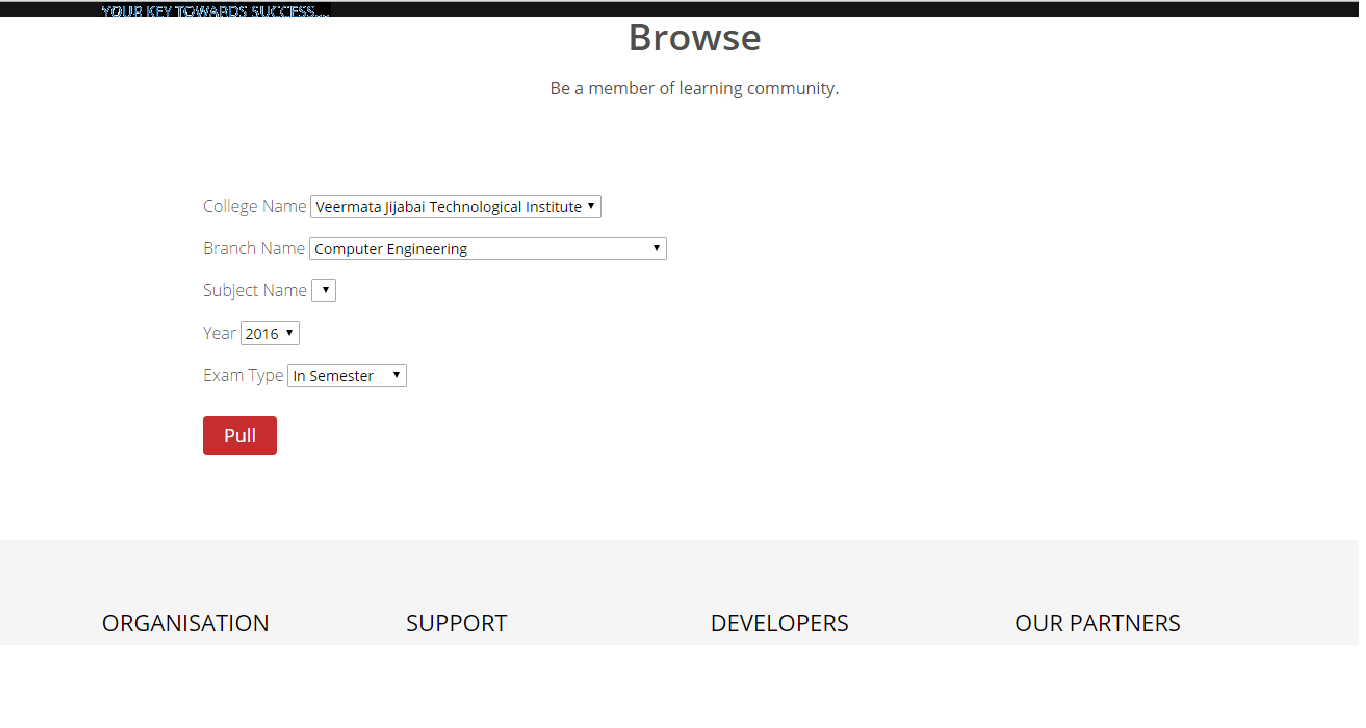 YOUR KEY TOWARDS SUCCESS....
Browse
Be a member of learning community.
College Name Veermata Jijabai Technological Institute
Branch Name Computer Engineering
Subject Name
Year 2016
Exam Type In Semester
Pull
ORGANISATION SUPPORT DEVELOPERS OUR PARTNERS